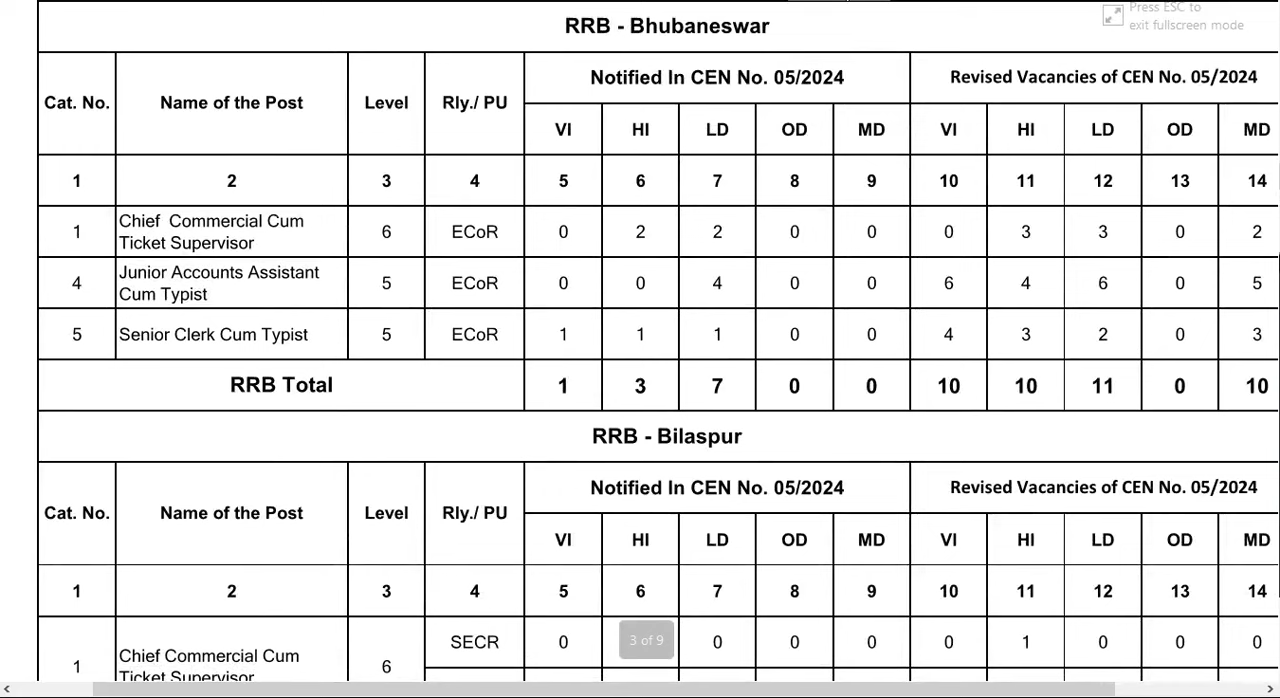 Press ESC to
exit fullscreen mode
RRB - Bhubaneswar
Cat. No. Name of the Post Level Rly./ PU Notified In CEN No. 05/2024 Revised Vacancies of CEN No. 05/2024
VI HI LD OD MD VI HI LD OD MD
1 2 3 4 5 6 7 8 9 10 11 12 13 14
1 Chief Commercial Cum
Ticket Supervisor 6 ECoR 0 2 2 0 0 0 3 3 0 2
4 Junior Accounts Assistant
Cum Typist 5 ECoR 0 0 4 0 0 6 4 6 0 5
5 Senior Clerk Cum Typist 5 ECoR 1 1 1 0 0 4 3 2 0 3
RRB Total 1 3 7 0 0 10 10 11 0 10
RRB - Bilaspur
Cat. No. Name of the Post Level Rly./ PU Notified In CEN No. 05/2024 Revised Vacancies of CEN No. 05/2024
VI HI LD OD MD VI HI LD OD MD
1 2 3 4 5 6 7 8 9 10 11 12 13 14
SECR 0 3 of 9 0 0 0 0 1 0 0 0
1 Chief Commercial Cum
Ticket Supervisor 6